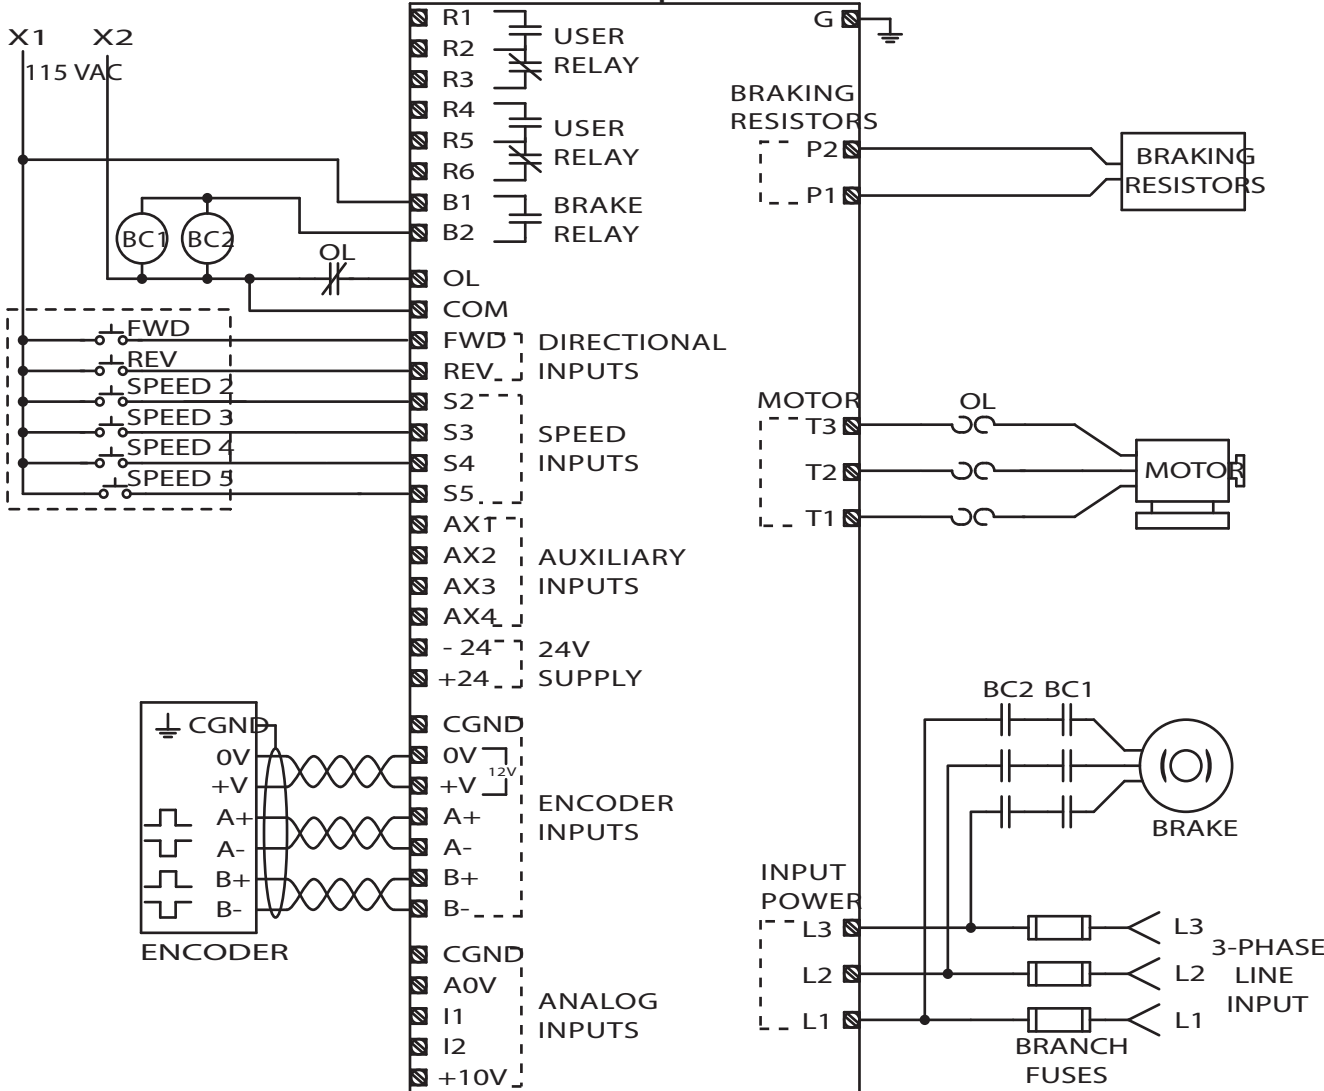 X1 X2
115 VAC
BC1 BC2
OL
FWD
REV
SPEED 2
SPEED 3
SPEED 4
SPEED 5
CGND
0V
+V
A+
A-
B+
B-
ENCODER
R1
R2
R3
USER
RELAY
R4
R5
R6
USER
RELAY
B1
B2
BRAKE
RELAY
OL
COM
FWD
REV
DIRECTIONAL
INPUTS
S2
S3
S4
S5
SPEED
INPUTS
AX1
AX2
AX3
AX4
AUXILIARY
INPUTS
- 24
+24
24V
SUPPLY
CGND
0V
+V
12V
A+
A-
B+
B-
ENCODER
INPUTS
CGND
A0V
I1
I2
+10V
ANALOG
INPUTS
G
BRAKING
RESISTORS
P2
P1
BRAKING
RESISTORS
MOTOR
T3
T2
T1
OL
MOTOR
BC2 BC1
BRAKE
INPUT
POWER
L3
L2
L1
L3
L2
L1
3-PHASE
LINE
INPUT
BRANCH
FUSES